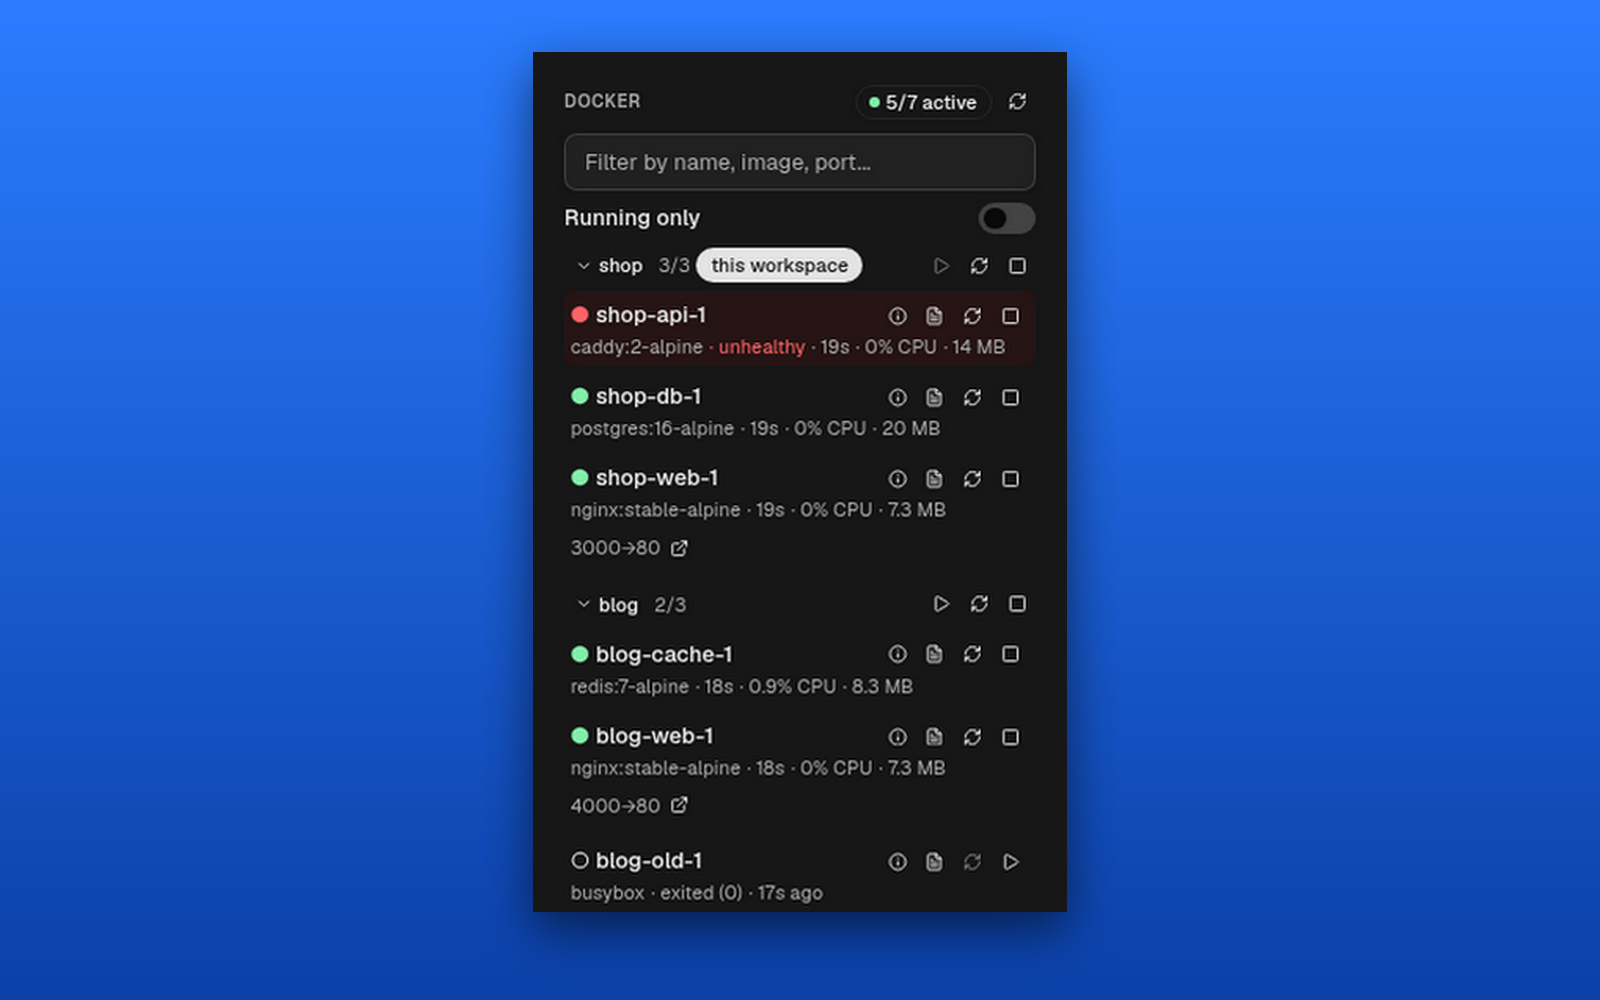 DOCKER 5/7 active
Filter by name, image, port...
Running only
shop 3/3 this workspace
shop-api-1
caddy:2-alpine · unhealthy · 19s · 0% CPU · 14 MB
shop-db-1
postgres:16-alpine · 19s · 0% CPU · 20 MB
shop-web-1
nginx:stable-alpine · 19s · 0% CPU · 7.3 MB
3000→80
blog 2/3
blog-cache-1
redis:7-alpine · 18s · 0.9% CPU · 8.3 MB
blog-web-1
nginx:stable-alpine · 18s · 0% CPU · 7.3 MB
4000→80
blog-old-1
busybox · exited (0) · 17s ago